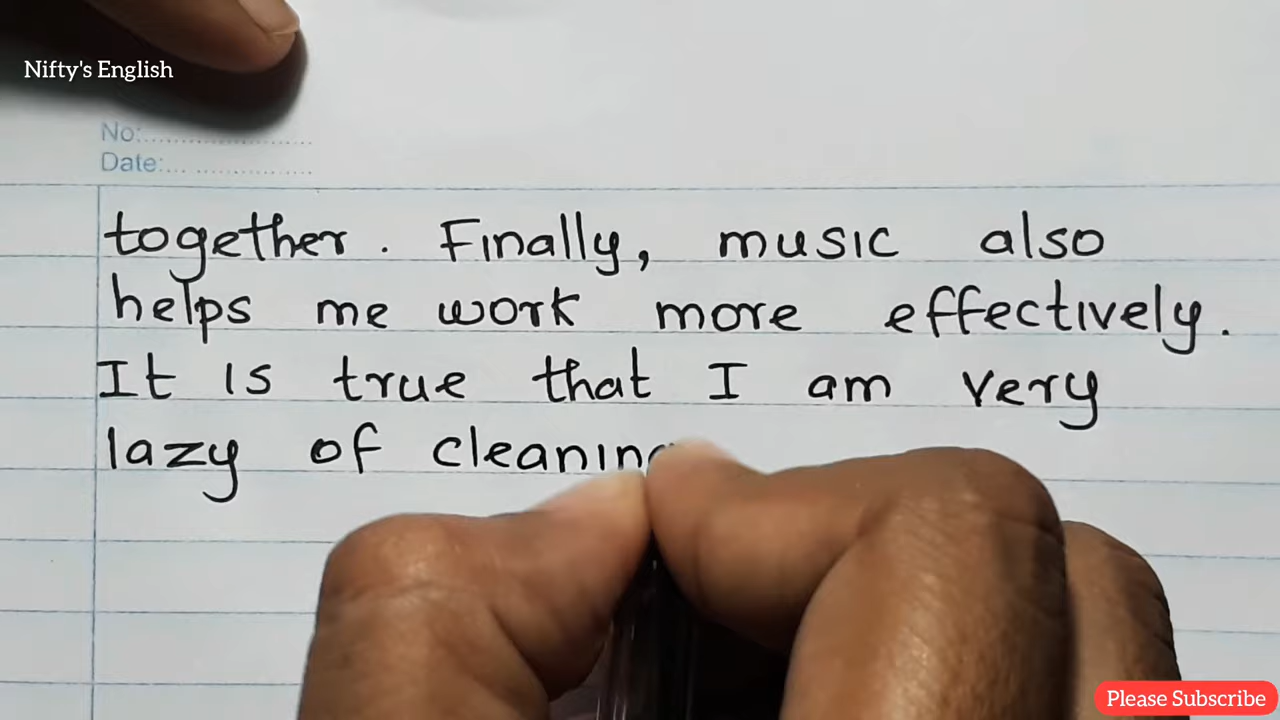 Nifty's English
No:
Date:
together. Finally, music also
helps me work more effectively.
It is true that I am very
lazy of cleaning
Please Subscribe